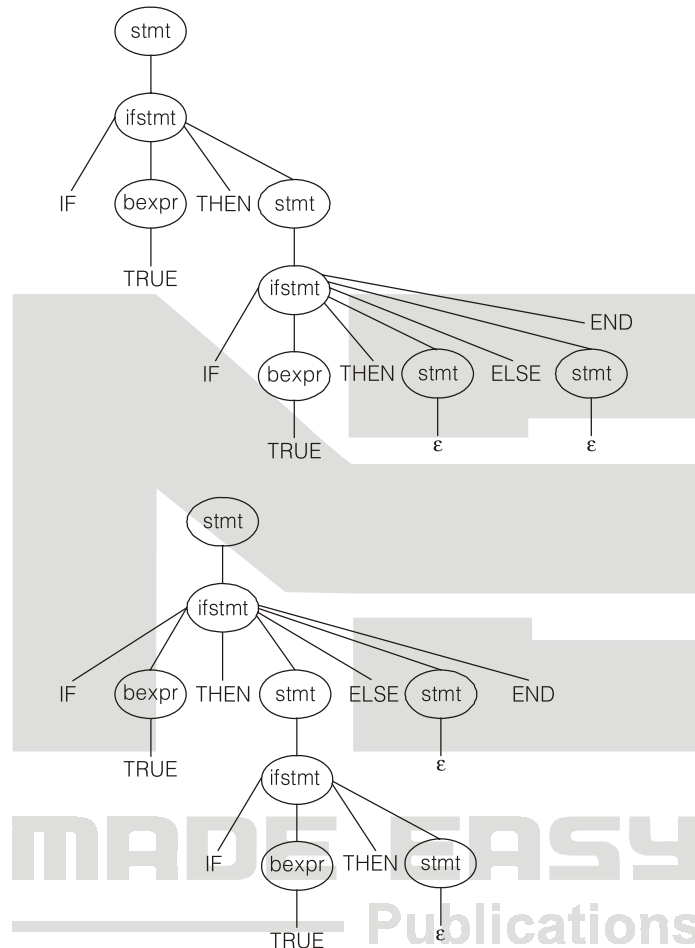 stmt
ifstmt
IF bexpr THEN stmt
TRUE
ifstmt
END
IF bexpr THEN stmt ELSE stmt
TRUE ε ε
stmt
ifstmt
IF bexpr THEN stmt ELSE stmt END
TRUE ε
ifstmt
MADE EASY
IF bexpr THEN stmt
Publications
TRUE ε